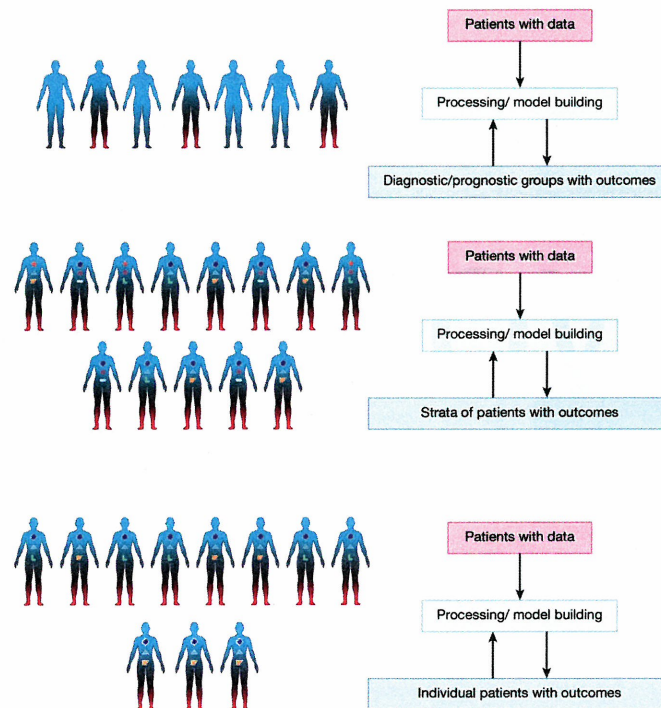 Patients with data
Processing/ model building
Diagnostic/prognostic groups with outcomes
Patients with data
Processing/ model building
Strata of patients with outcomes
Patients with data
Processing/ model building
Individual patients with outcomes